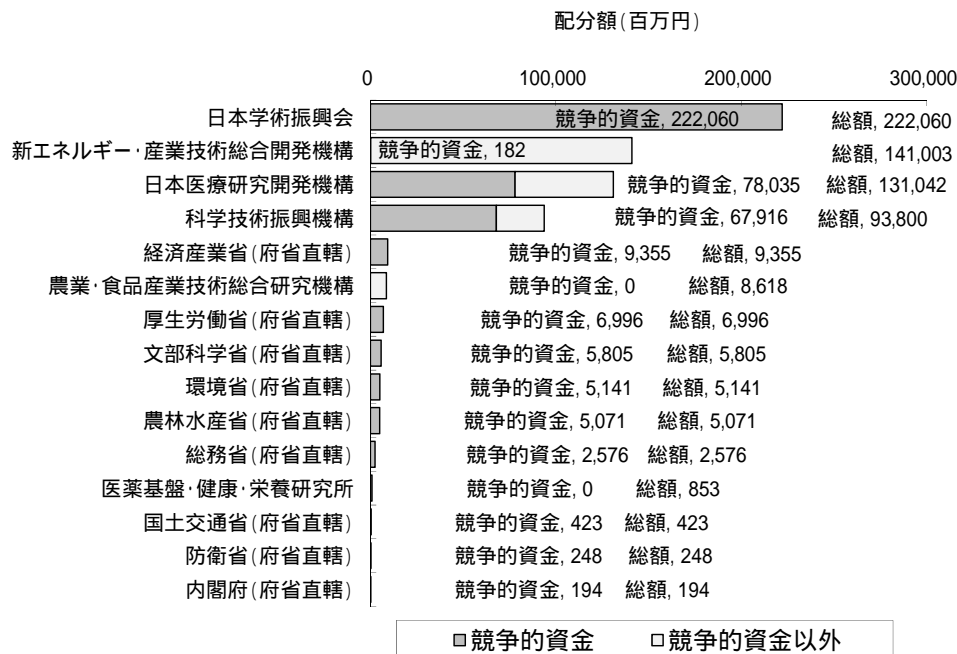 配分額(百万円)
0 100,000 200,000 300,000
日本学術振興会 競争的資金, 222,060 総額, 222,060
新エネルギー・産業技術総合開発機構 競争的資金, 182 総額, 141,003
日本医療研究開発機構 競争的資金, 78,035 総額, 131,042
科学技術振興機構 競争的資金, 67,916 総額, 93,800
経済産業省(府省直轄) 競争的資金, 9,355 総額, 9,355
農業・食品産業技術総合研究機構 競争的資金, 0 総額, 8,618
厚生労働省(府省直轄) 競争的資金, 6,996 総額, 6,996
文部科学省(府省直轄) 競争的資金, 5,805 総額, 5,805
環境省(府省直轄) 競争的資金, 5,141 総額, 5,141
農林水産省(府省直轄) 競争的資金, 5,071 総額, 5,071
総務省(府省直轄) 競争的資金, 2,576 総額, 2,576
医薬基盤・健康・栄養研究所 競争的資金, 0 総額, 853
国土交通省(府省直轄) 競争的資金, 423 総額, 423
防衛省(府省直轄) 競争的資金, 248 総額, 248
内閣府(府省直轄) 競争的資金, 194 総額, 194
競争的資金 競争的資金以外